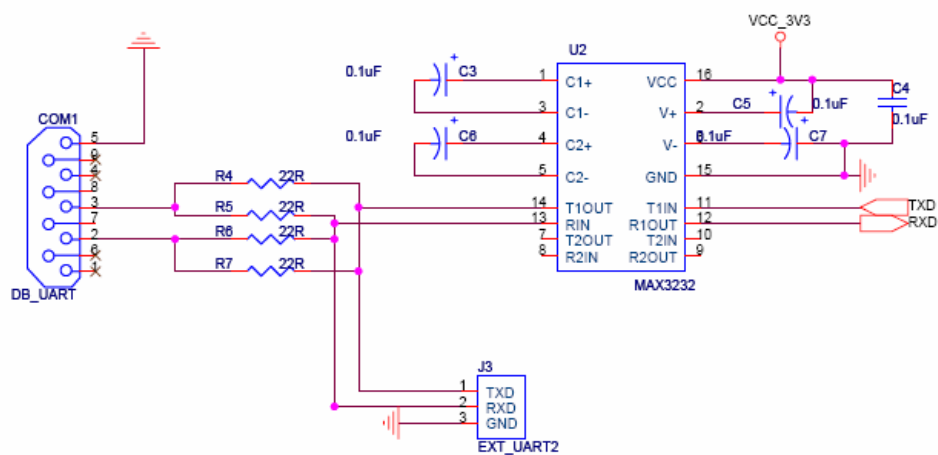 VCC_3V3
U2
0.1uF C3 1 C1+ VCC 16 C4
3 C1- V+ 2 C5 0.1uF 0.1uF
COM1
0.1uF C6 4 C2+ V- 0.1uF C7
5
9
4 5 C2- GND 15
8 R4 22R
3 14 T1OUT T1IN 11 TXD
R5 22R 13 RIN R1OUT 12 RXD
7
2 R6 22R 7 T2OUT T2IN 10
6 8 R2IN R2OUT 9
1 R7 22R
DB_UART MAX3232
J3
1 TXD
2 RXD
3 GND
EXT_UART2